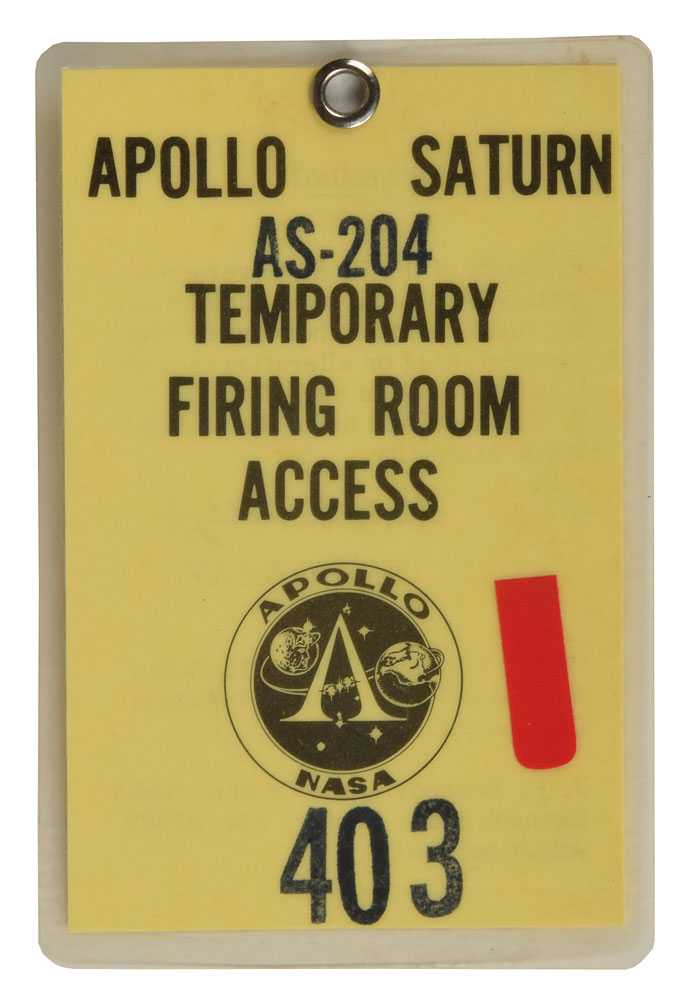 APOLLO SATURN
AS-204
TEMPORARY
FIRING ROOM
ACCESS
APOLLO
NASA
403